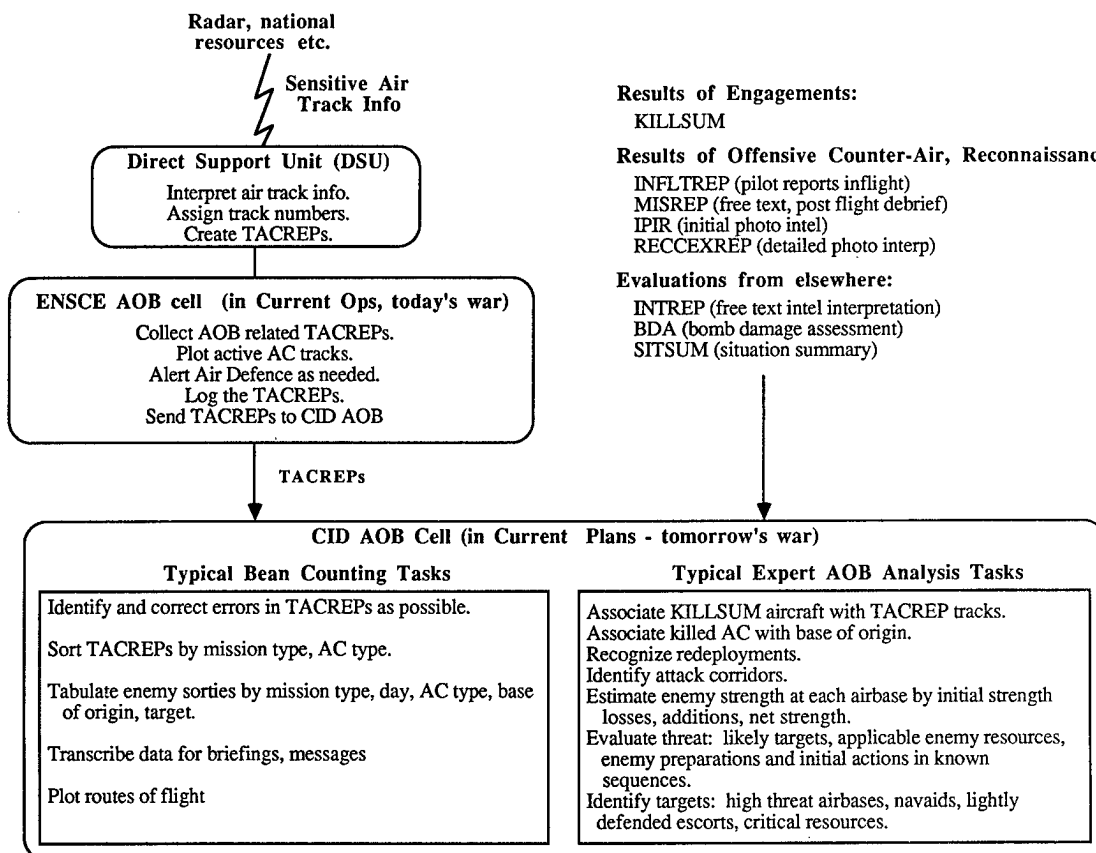 Radar, national
resources etc.
Sensitive Air
Track Info
Direct Support Unit (DSU)
Interpret air track info.
Assign track numbers.
Create TACREPs.
ENSCE AOB cell (in Current Ops, today's war)
Collect AOB related TACREPs.
Plot active AC tracks.
Alert Air Defence as needed.
Log the TACREPs.
Send TACREPs to CID AOB
TACREPs
Results of Engagements:
KILLSUM
Results of Offensive Counter-Air, Reconnaissanc
INFLTREP (pilot reports inflight)
MISREP (free text, post flight debrief)
IPIR (initial photo intel)
RECCEXREP (detailed photo interp)
Evaluations from elsewhere:
INTREP (free text intel interpretation)
BDA (bomb damage assessment)
SITSUM (situation summary)
CID AOB Cell (in Current Plans - tomorrow's war)
Typical Bean Counting Tasks
Identify and correct errors in TACREPs as possible.
Sort TACREPs by mission type, AC type.
Tabulate enemy sorties by mission type, day, AC type, base
of origin, target.
Transcribe data for briefings, messages
Plot routes of flight
Typical Expert AOB Analysis Tasks
Associate KILLSUM aircraft with TACREP tracks.
Associate killed AC with base of origin.
Recognize redeployments.
Identify attack corridors.
Estimate enemy strength at each airbase by initial strength
losses, additions, net strength.
Evaluate threat: likely targets, applicable enemy resources,
enemy preparations and initial actions in known
sequences.
Identify targets: high threat airbases, navaids, lightly
defended escorts, critical resources.